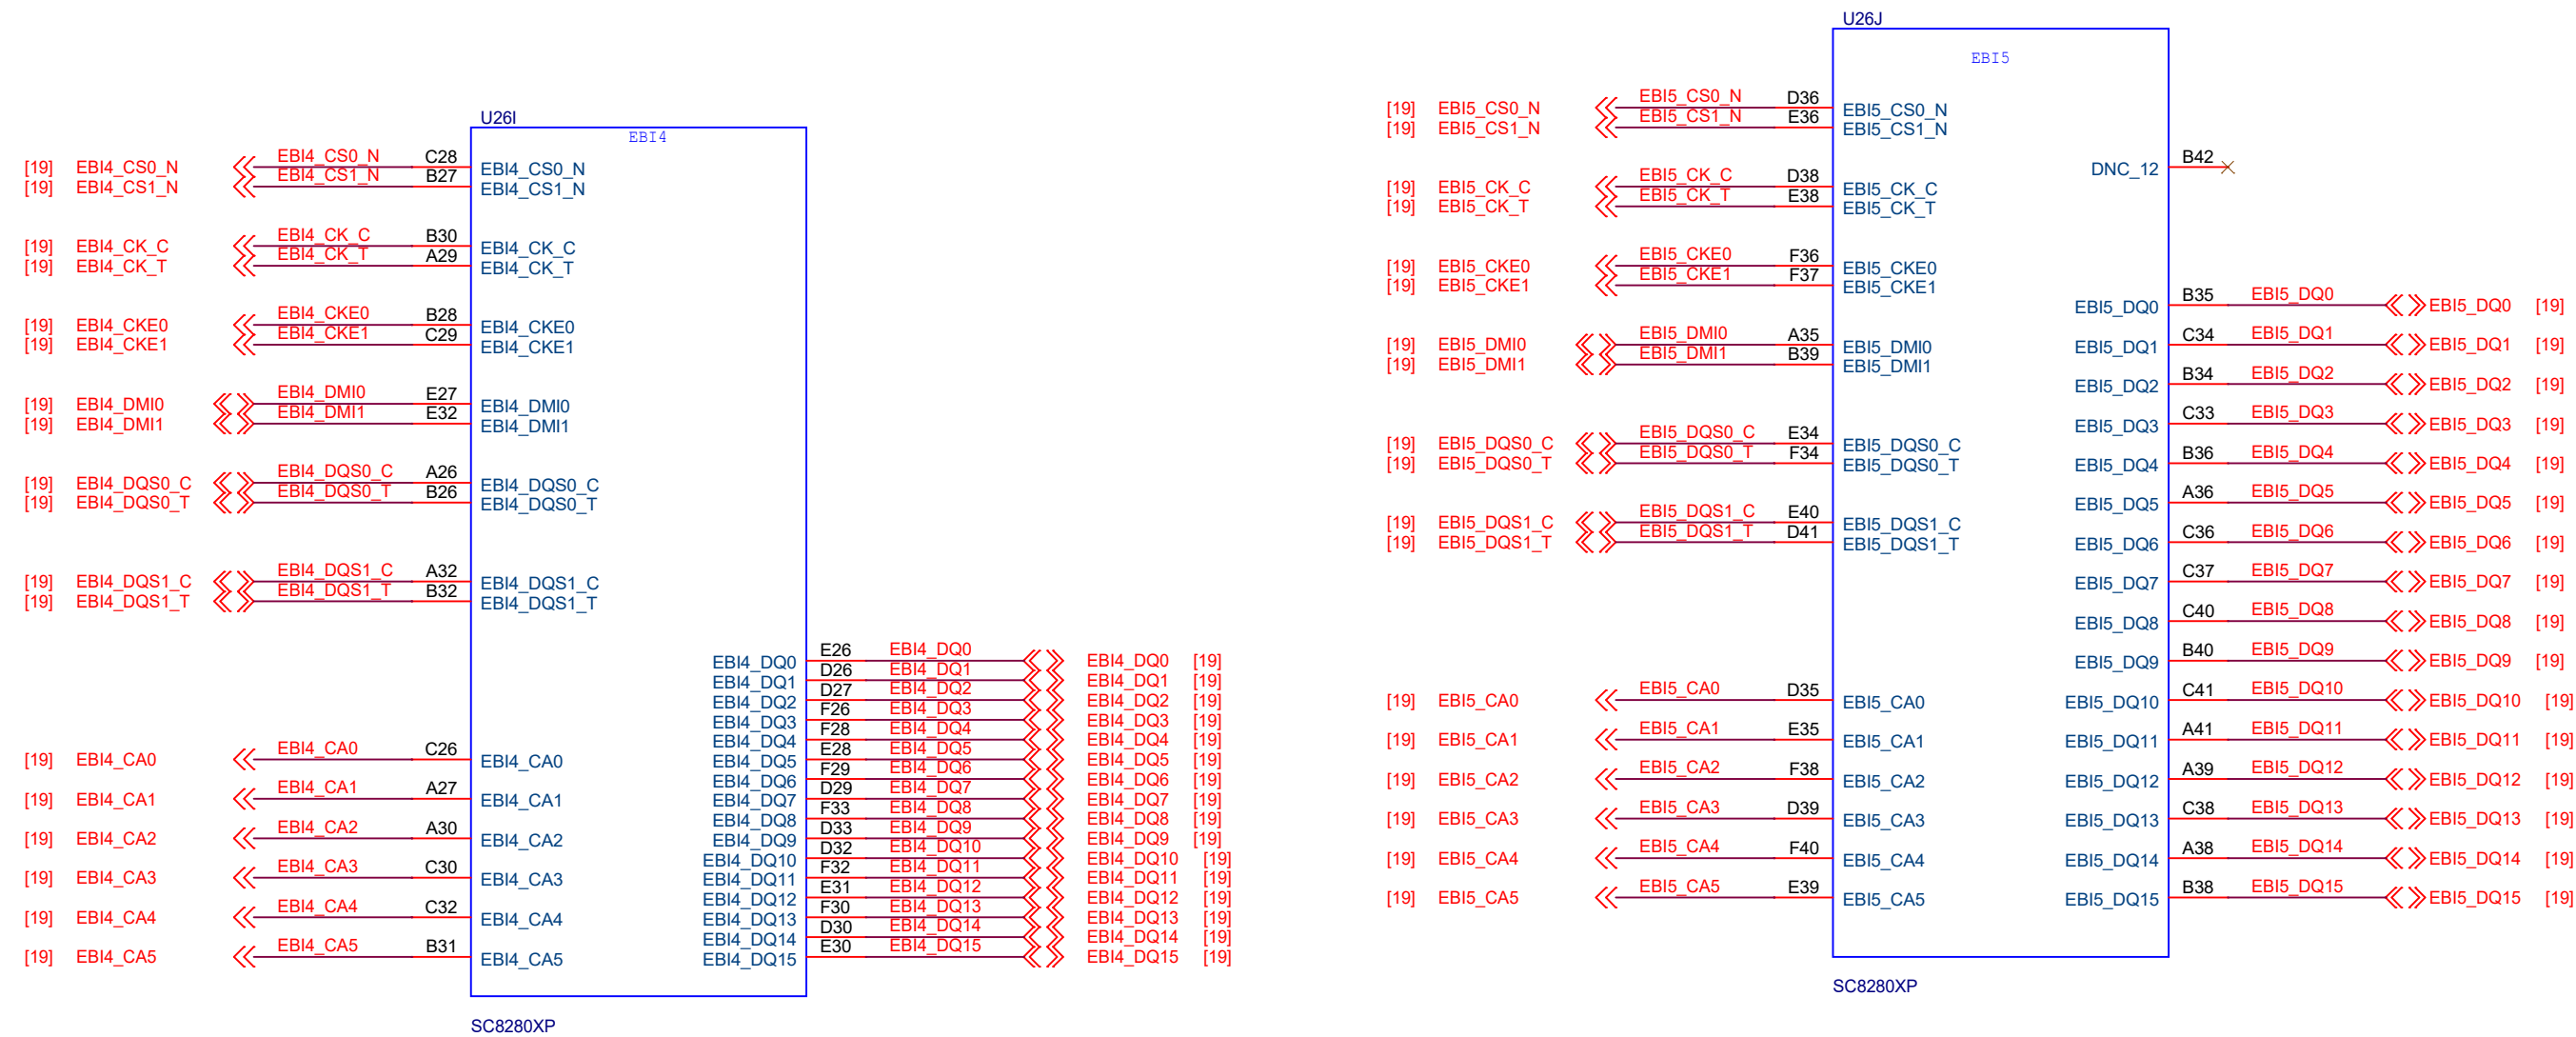 U26I
EBI4
[19] EBI4_CS0_N EBI4_CS0_N C28 EBI4_CS0_N
[19] EBI4_CS1_N EBI4_CS1_N B27 EBI4_CS1_N
[19] EBI4_CK_C EBI4_CK_C B30 EBI4_CK_C
[19] EBI4_CK_T EBI4_CK_T A29 EBI4_CK_T
[19] EBI4_CKE0 EBI4_CKE0 B28 EBI4_CKE0
[19] EBI4_CKE1 EBI4_CKE1 C29 EBI4_CKE1
[19] EBI4_DMI0 EBI4_DMI0 E27 EBI4_DMI0
[19] EBI4_DMI1 EBI4_DMI1 E32 EBI4_DMI1
[19] EBI4_DQS0_C EBI4_DQS0_C A26 EBI4_DQS0_C
[19] EBI4_DQS0_T EBI4_DQS0_T B26 EBI4_DQS0_T
[19] EBI4_DQS1_C EBI4_DQS1_C A32 EBI4_DQS1_C
[19] EBI4_DQS1_T EBI4_DQS1_T B32 EBI4_DQS1_T
[19] EBI4_CA0 EBI4_CA0 C26 EBI4_CA0
[19] EBI4_CA1 EBI4_CA1 A27 EBI4_CA1
[19] EBI4_CA2 EBI4_CA2 A30 EBI4_CA2
[19] EBI4_CA3 EBI4_CA3 C30 EBI4_CA3
[19] EBI4_CA4 EBI4_CA4 C32 EBI4_CA4
[19] EBI4_CA5 EBI4_CA5 B31 EBI4_CA5
EBI4_DQ0 E26 EBI4_DQ0 EBI4_DQ0 [19]
EBI4_DQ1 D26 EBI4_DQ1 EBI4_DQ1 [19]
EBI4_DQ2 D27 EBI4_DQ2 EBI4_DQ2 [19]
EBI4_DQ3 F26 EBI4_DQ3 EBI4_DQ3 [19]
EBI4_DQ4 F28 EBI4_DQ4 EBI4_DQ4 [19]
EBI4_DQ5 E28 EBI4_DQ5 EBI4_DQ5 [19]
EBI4_DQ6 F29 EBI4_DQ6 EBI4_DQ6 [19]
EBI4_DQ7 D29 EBI4_DQ7 EBI4_DQ7 [19]
EBI4_DQ8 F33 EBI4_DQ8 EBI4_DQ8 [19]
EBI4_DQ9 D33 EBI4_DQ9 EBI4_DQ9 [19]
EBI4_DQ10 D32 EBI4_DQ10 EBI4_DQ10 [19]
EBI4_DQ11 F32 EBI4_DQ11 EBI4_DQ11 [19]
EBI4_DQ12 E31 EBI4_DQ12 EBI4_DQ12 [19]
EBI4_DQ13 F30 EBI4_DQ13 EBI4_DQ13 [19]
EBI4_DQ14 D30 EBI4_DQ14 EBI4_DQ14 [19]
EBI4_DQ15 E30 EBI4_DQ15 EBI4_DQ15 [19]
SC8280XP
U26J
EBI5
[19] EBI5_CS0_N EBI5_CS0_N D36 EBI5_CS0_N
[19] EBI5_CS1_N EBI5_CS1_N E36 EBI5_CS1_N
[19] EBI5_CK_C EBI5_CK_C D38 EBI5_CK_C
[19] EBI5_CK_T EBI5_CK_T E38 EBI5_CK_T
[19] EBI5_CKE0 EBI5_CKE0 F36 EBI5_CKE0
[19] EBI5_CKE1 EBI5_CKE1 F37 EBI5_CKE1
[19] EBI5_DMI0 EBI5_DMI0 A35 EBI5_DMI0
[19] EBI5_DMI1 EBI5_DMI1 B39 EBI5_DMI1
[19] EBI5_DQS0_C EBI5_DQS0_C E34 EBI5_DQS0_C
[19] EBI5_DQS0_T EBI5_DQS0_T F34 EBI5_DQS0_T
[19] EBI5_DQS1_C EBI5_DQS1_C E40 EBI5_DQS1_C
[19] EBI5_DQS1_T EBI5_DQS1_T D41 EBI5_DQS1_T
[19] EBI5_CA0 EBI5_CA0 D35 EBI5_CA0
[19] EBI5_CA1 EBI5_CA1 E35 EBI5_CA1
[19] EBI5_CA2 EBI5_CA2 F38 EBI5_CA2
[19] EBI5_CA3 EBI5_CA3 D39 EBI5_CA3
[19] EBI5_CA4 EBI5_CA4 F40 EBI5_CA4
[19] EBI5_CA5 EBI5_CA5 E39 EBI5_CA5
DNC_12 B42
EBI5_DQ0 B35 EBI5_DQ0 EBI5_DQ0 [19]
EBI5_DQ1 C34 EBI5_DQ1 EBI5_DQ1 [19]
EBI5_DQ2 B34 EBI5_DQ2 EBI5_DQ2 [19]
EBI5_DQ3 C33 EBI5_DQ3 EBI5_DQ3 [19]
EBI5_DQ4 B36 EBI5_DQ4 EBI5_DQ4 [19]
EBI5_DQ5 A36 EBI5_DQ5 EBI5_DQ5 [19]
EBI5_DQ6 C36 EBI5_DQ6 EBI5_DQ6 [19]
EBI5_DQ7 C37 EBI5_DQ7 EBI5_DQ7 [19]
EBI5_DQ8 C40 EBI5_DQ8 EBI5_DQ8 [19]
EBI5_DQ9 B40 EBI5_DQ9 EBI5_DQ9 [19]
EBI5_DQ10 C41 EBI5_DQ10 EBI5_DQ10 [19]
EBI5_DQ11 A41 EBI5_DQ11 EBI5_DQ11 [19]
EBI5_DQ12 A39 EBI5_DQ12 EBI5_DQ12 [19]
EBI5_DQ13 C38 EBI5_DQ13 EBI5_DQ13 [19]
EBI5_DQ14 A38 EBI5_DQ14 EBI5_DQ14 [19]
EBI5_DQ15 B38 EBI5_DQ15 EBI5_DQ15 [19]
SC8280XP